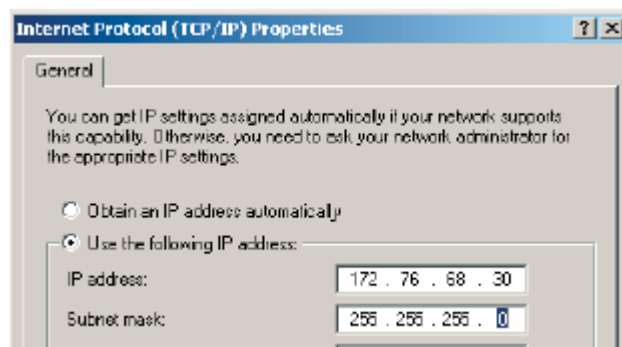 Internet Protocol (TCP/IP) Properties
General
You can get IP settings assigned automatically if your network supports
this capability. Otherwise, you need to ask your network administrator for
the appropriate IP settings.
Obtain an IP address automatically
Use the following IP address:
IP address: 172 . 76 . 68 . 30
Subnet mask: 255 . 255 . 255 . 0